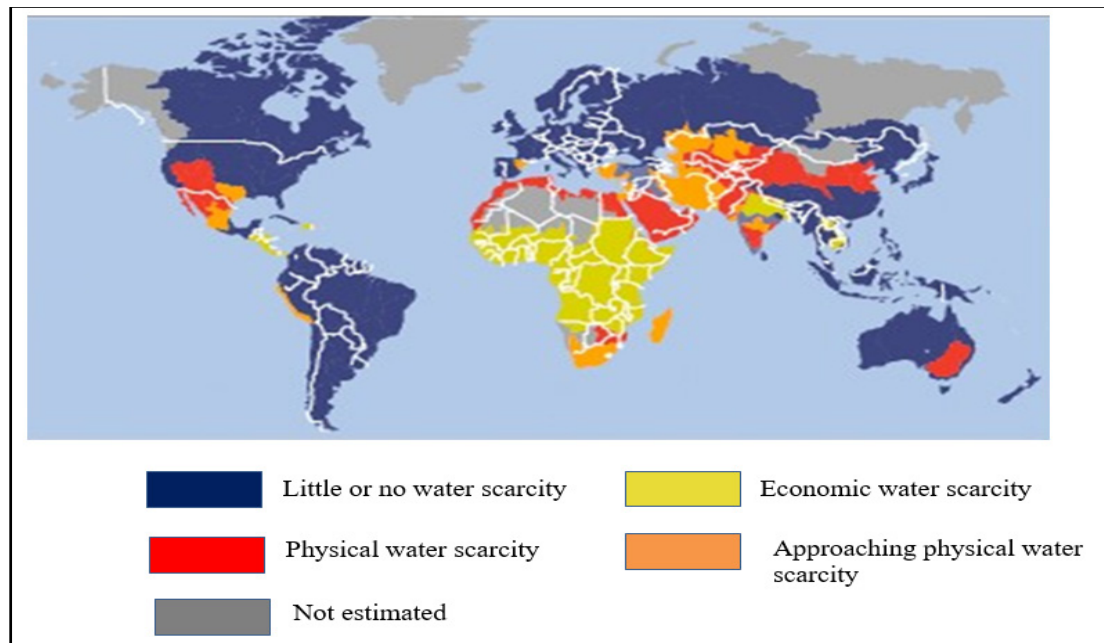 Little or no water scarcity
Economic water scarcity
Physical water scarcity
Approaching physical water
scarcity
Not estimated